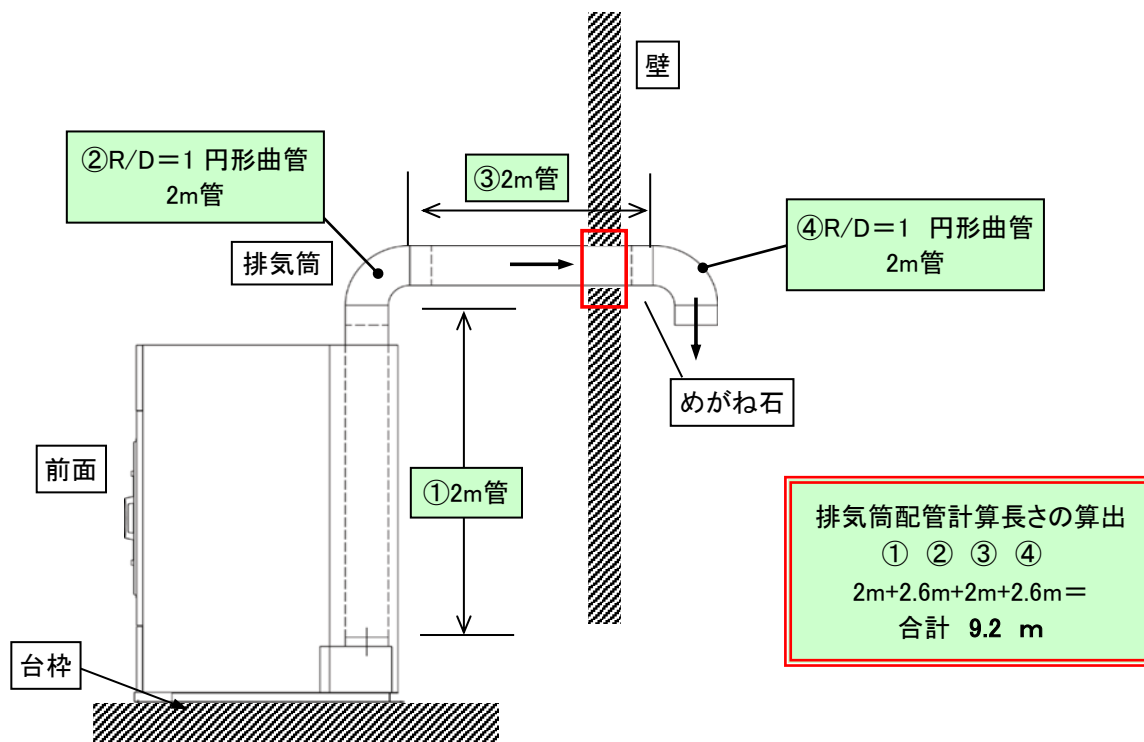 壁
②R/D=1 円形曲管
2m管
③2m管
④R/D=1 円形曲管
2m管
排気筒
めがね石
前面
①2m管
排気筒配管計算長さの算出
① ② ③ ④
2m+2.6m+2m+2.6m=
合計 9.2 m
台枠